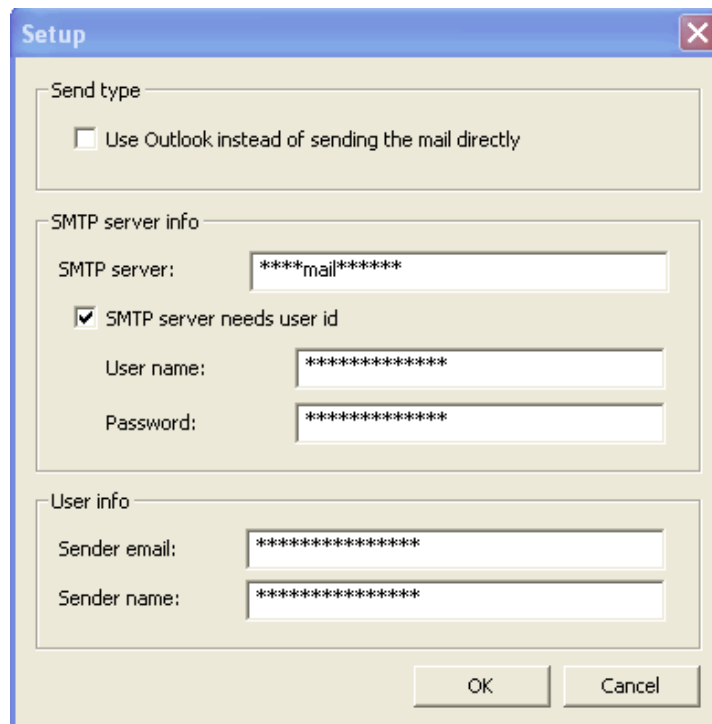 Setup
Send type
Use Outlook instead of sending the mail directly
SMTP server info
SMTP server: ****mail******
SMTP server needs user id
User name: *************
Password: *************
User info
Sender email: ***************
Sender name: ***************
OK Cancel